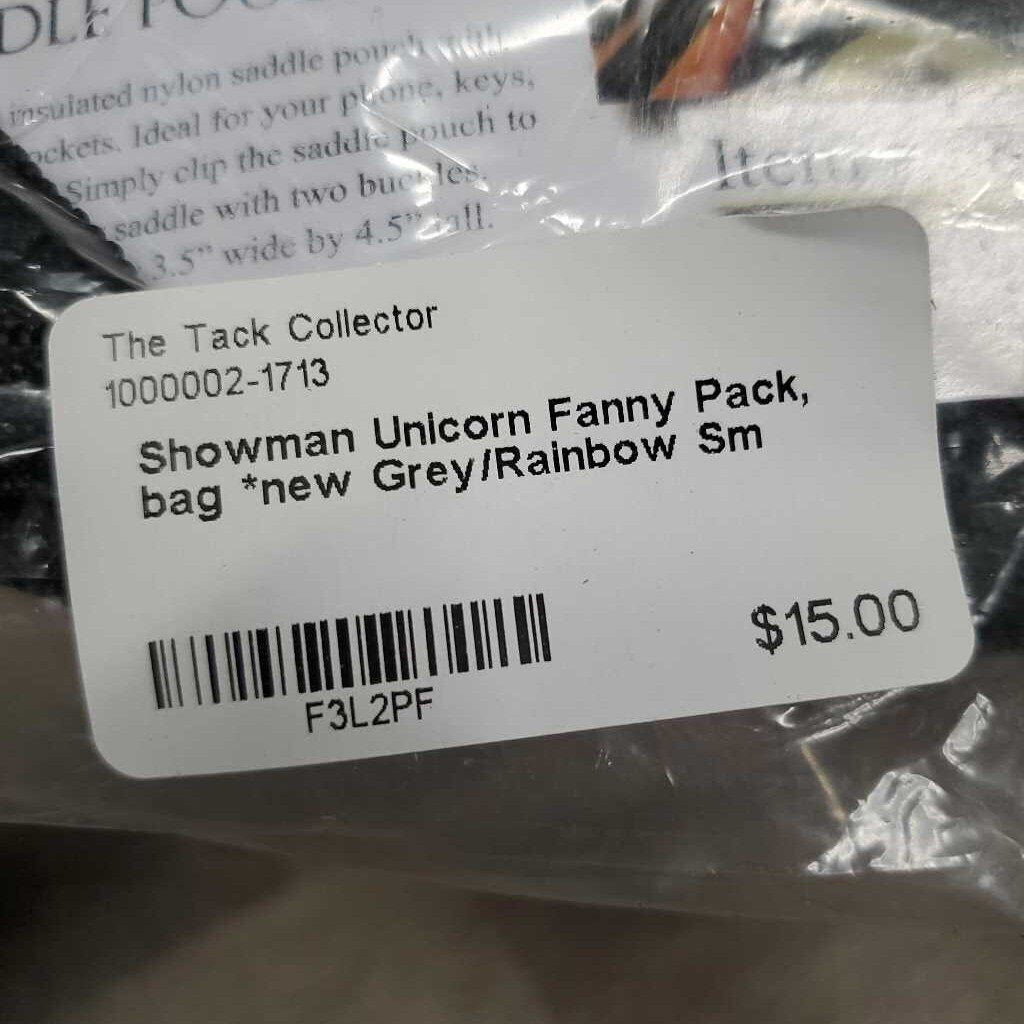 insulated nylon saddle pouch with
Ideal for your phone, keys,
Simply clip the saddle pouch to
saddle with two buckles.
3.5" wide by 4.5" tall.
Item
The Tack Collector
1000002-1713
Showman Unicorn Fanny Pack,
bag *new Grey/Rainbow Sm
$15.00
F3L2PF